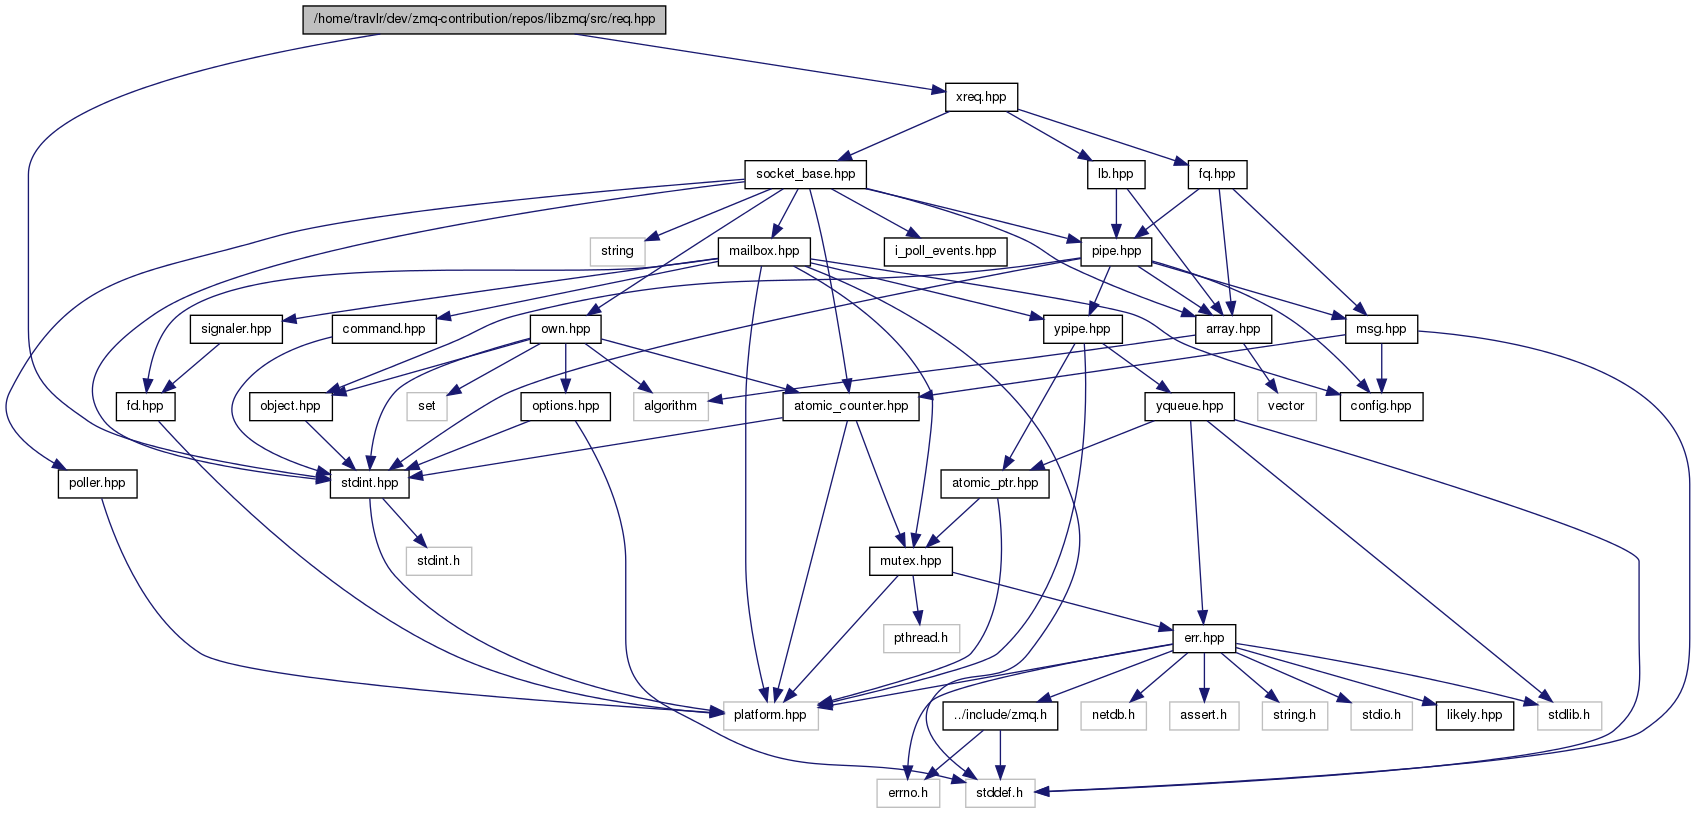 /home/travlr/dev/zmq-contribution/repos/libzmq/src/req.hpp
xreq.hpp
socket_base.hpp
lb.hpp
fq.hpp
string
mailbox.hpp
i_poll_events.hpp
pipe.hpp
signaler.hpp
command.hpp
own.hpp
ypipe.hpp
array.hpp
msg.hpp
fd.hpp
object.hpp
set
options.hpp
algorithm
atomic_counter.hpp
yqueue.hpp
vector
config.hpp
poller.hpp
stdint.hpp
atomic_ptr.hpp
stdint.h
mutex.hpp
pthread.h
err.hpp
platform.hpp
../include/zmq.h
netdb.h
assert.h
string.h
stdio.h
likely.hpp
stdlib.h
errno.h
stddef.h